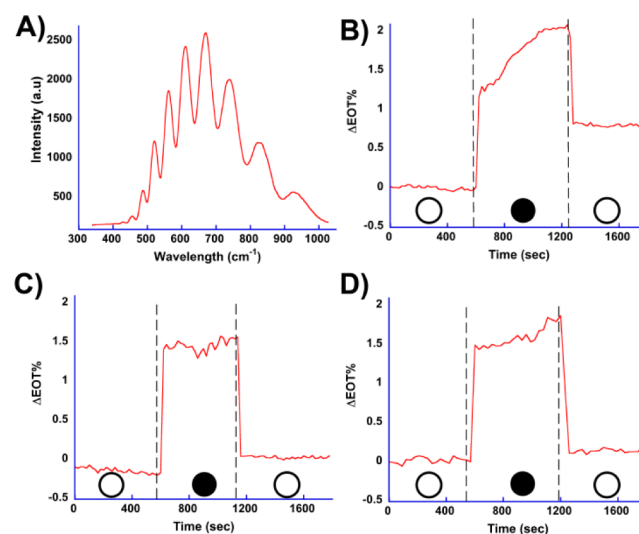 A)
Intensity (a.u)
2500
2000
1500
1000
500
300 400 500 600 700 800 900 1000
Wavelength (cm⁻¹)
B)
ΔEOT%
2
1.5
1
0.5
0
-0.5
0 400 800 1200 1600
Time (sec)
C)
ΔEOT%
2
1.5
1
0.5
0
-0.5
0 400 800 1200 1600
Time (sec)
D)
ΔEOT%
2
1.5
1
0.5
0
-0.5
0 400 800 1200 1600
Time (sec)